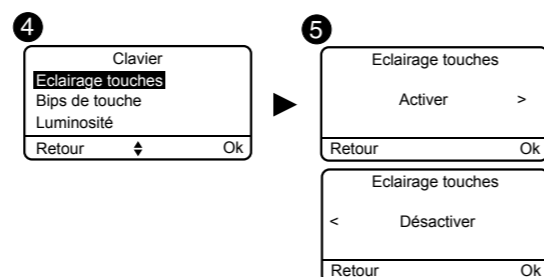 4
Clavier
Eclairage touches
Bips de touche
Luminosité
Retour Ok
5
Eclairage touches
Activer >
Retour Ok
Eclairage touches
< Désactiver
Retour Ok